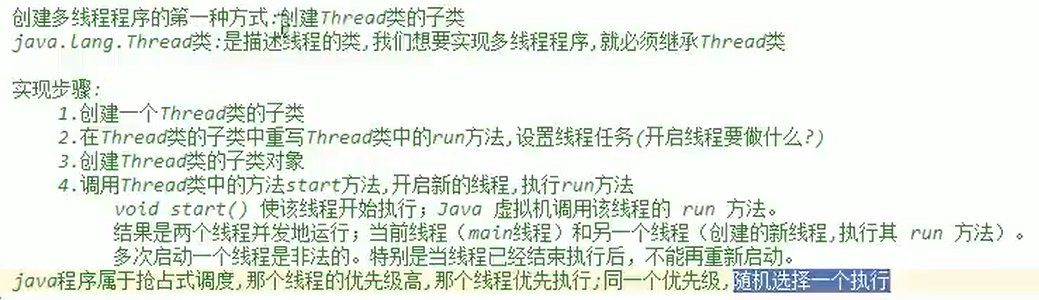 创建多线程程序的第一种方式:创建Thread类的子类
java.lang.Thread类:是描述线程的类,我们想要实现多线程程序,就必须继承Thread类
实现步骤:
1.创建一个Thread类的子类
2.在Thread类的子类中重写Thread类中的run方法,设置线程任务(开启线程要做什么?)
3.创建Thread类的子类对象
4.调用Thread类中的方法start方法,开启新的线程,执行run方法
void start() 使该线程开始执行；Java 虚拟机调用该线程的 run 方法。
结果是两个线程并发地运行；当前线程（main线程）和另一个线程（创建的新线程,执行其 run 方法）。
多次启动一个线程是非法的。特别是当线程已经结束执行后，不能再重新启动。
java程序属于抢占式调度,那个线程的优先级高,那个线程优先执行;同一个优先级,随机选择一个执行